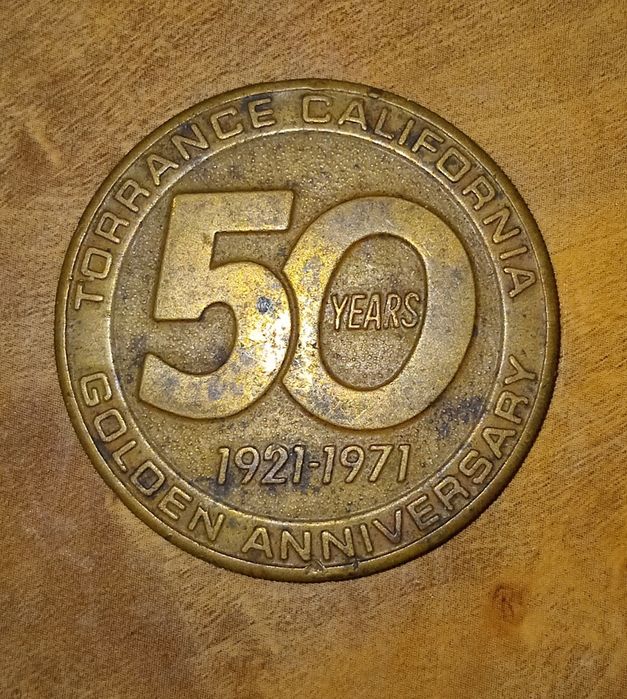 TORRANCE CALIFORNIA
50
YEARS
1921-1971
GOLDEN ANNIVERSARY